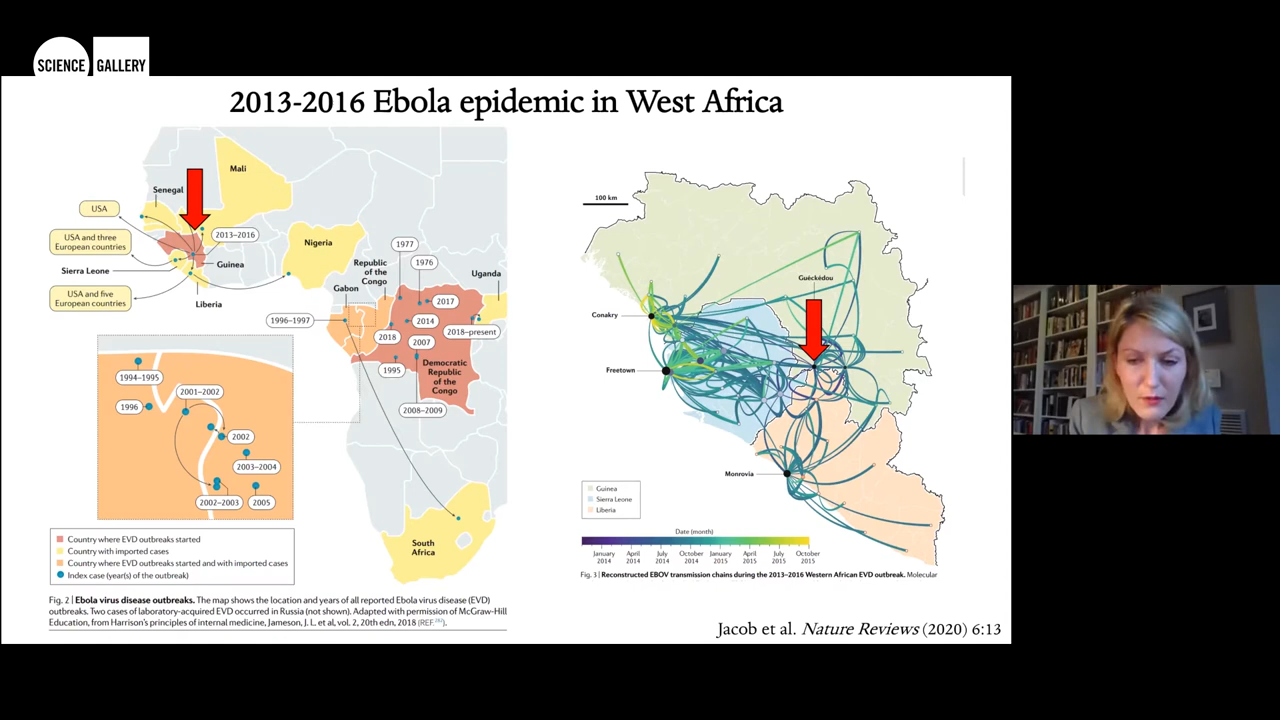 SCIENCE GALLERY
2013-2016 Ebola epidemic in West Africa
Mali
Senegal
USA
2013–2016
USA and three
European countries
Nigeria
1977
Sierra Leone
Guinea
Republic
of the
Congo
1976
Uganda
Gabon
USA and five
European countries
Liberia
2017
1996–1997
2014
2018
2018–present
2007
1995
Democratic
Republic
of the
Congo
2008–2009
1994–1995
2001–2002
1996
2002
2003–2004
2002–2003
2005
South
Africa
Country where EVD outbreaks started
Country with imported cases
Country where EVD outbreaks started and with imported cases
Index case (year(s) of the outbreak)
Fig. 2 | Ebola virus disease outbreaks. The map shows the location and years of all reported Ebola virus disease (EVD)
outbreaks. Two cases of laboratory-acquired EVD occurred in Russia (not shown). Adapted with permission of McGraw-Hill
Education, from Harrison's principles of internal medicine, Jameson, J. L, et al, vol. 2, 20th edn, 2018 (REF.
100 km
Guéckédou
Conakry
Freetown
Monrovia
Guinea
Sierra Leone
Liberia
Date (month)
January
2014
April
2014
July
2014
October
2014
January
2015
April
2015
July
2015
October
2015
Fig. 3 | Reconstructed EBOV transmission chains during the 2013–2016 Western African EVD outbreak. Molecular
Jacob et al. Nature Reviews (2020) 6:13